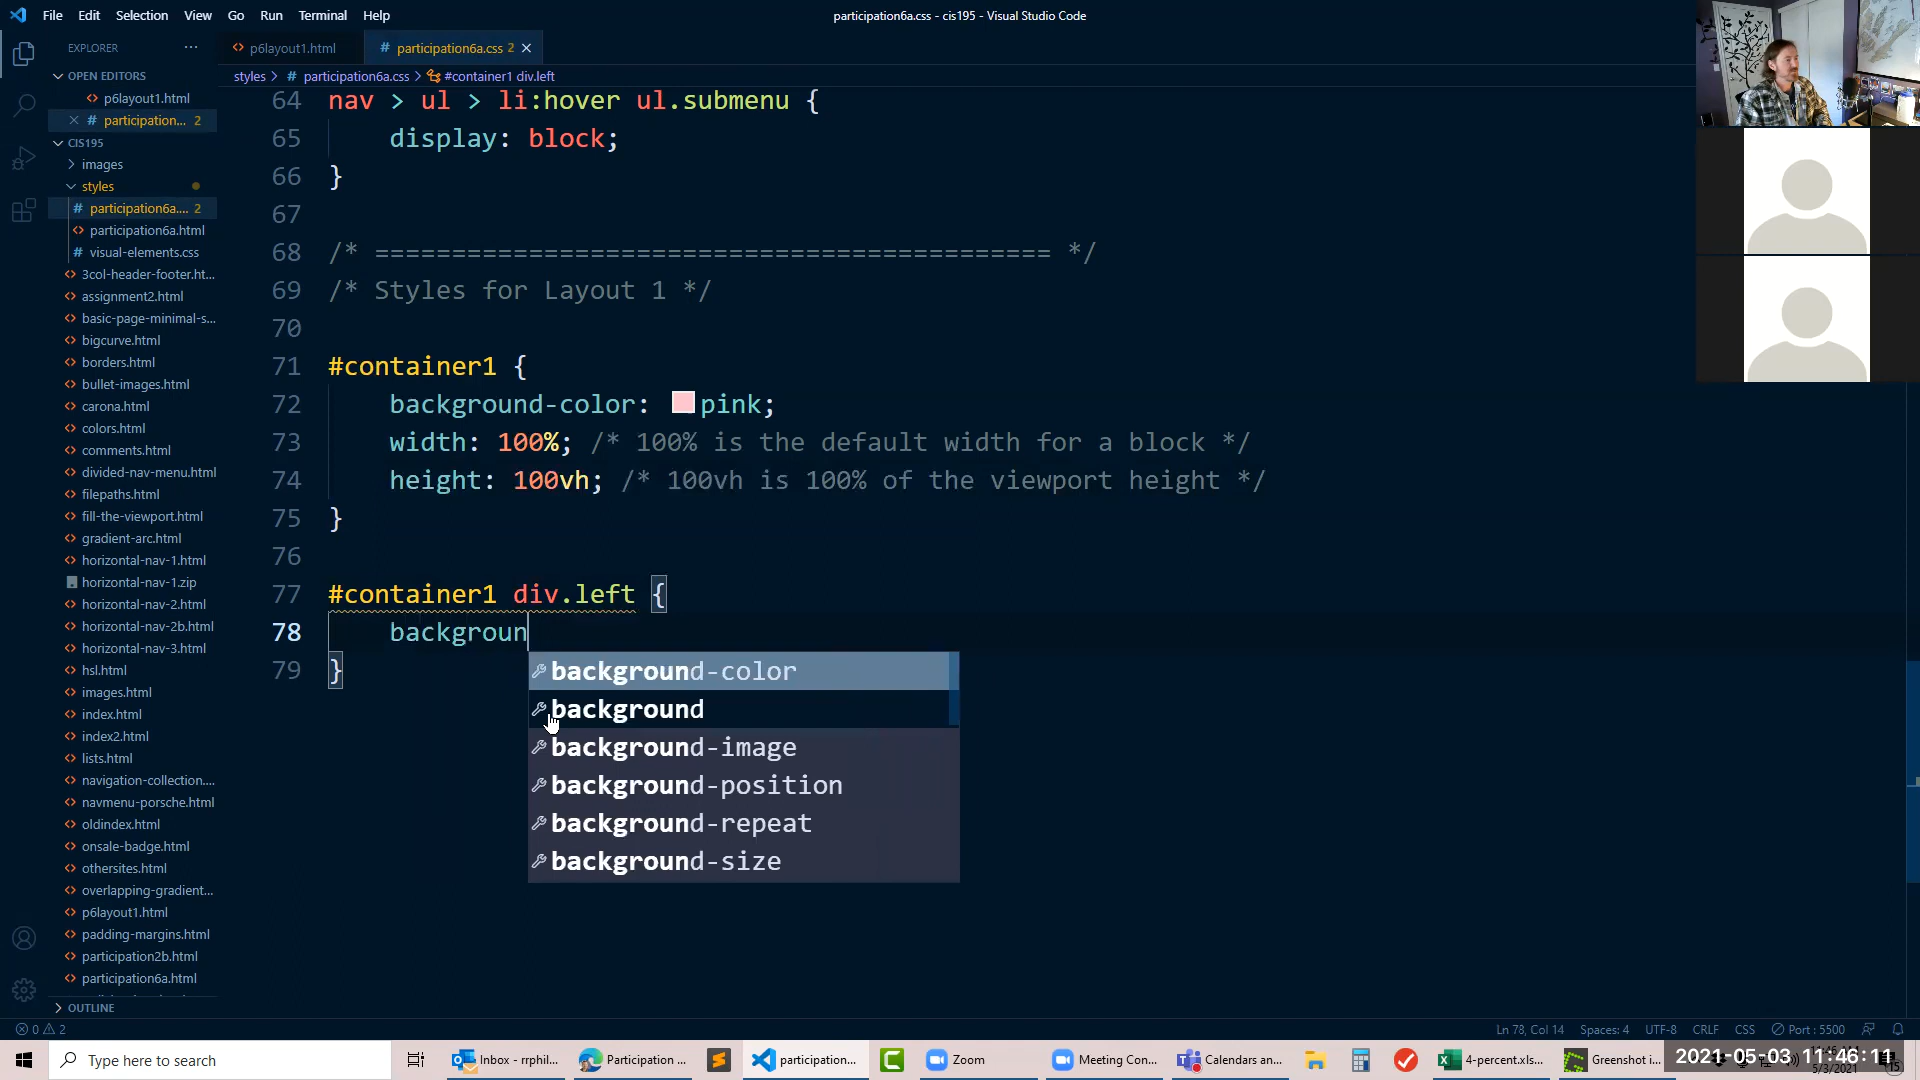 File Edit Selection View Go Run Terminal Help
participation6a.css - cis195 - Visual Studio Code
EXPLORER ...
OPEN EDITORS
p6layout1.html
participation... 2
CIS195
images
styles
participation6a.... 2
participation6a.html
visual-elements.css
3col-header-footer.ht...
assignment2.html
basic-page-minimal-s...
bigcurve.html
borders.html
bullet-images.html
carona.html
colors.html
comments.html
divided-nav-menu.html
filepaths.html
fill-the-viewport.html
gradient-arc.html
horizontal-nav-1.html
horizontal-nav-1.zip
horizontal-nav-2.html
horizontal-nav-2b.html
horizontal-nav-3.html
hsl.html
images.html
index.html
index2.html
lists.html
navigation-collection....
navmenu-porsche.html
oldindex.html
onsale-badge.html
othersites.html
overlapping-gradient...
p6layout1.html
padding-margins.html
participation2b.html
participation6a.html
OUTLINE
p6layout1.html
# participation6a.css 2
styles > # participation6a.css > #container1 div.left
64 nav > ul > li:hover ul.submenu {
65 display: block;
66 }
67
68 /* ============================================ */
69 /* Styles for Layout 1 */
70
71 #container1 {
72 background-color: pink;
73 width: 100%; /* 100% is the default width for a block */
74 height: 100vh; /* 100vh is 100% of the viewport height */
75 }
76
77 #container1 div.left {
78 backgroun
79 }
background-color
background
background-image
background-position
background-repeat
background-size
0 2
Ln 78, Col 14 Spaces: 4 UTF-8 CRLF CSS Port : 5500
Type here to search
Inbox - rrphil...
Participation ...
participation...
Zoom
Meeting Con...
Calendars an...
4-percent.xls...
Greenshot i...
2021-05-03 11:46:11
5/3/2021
15